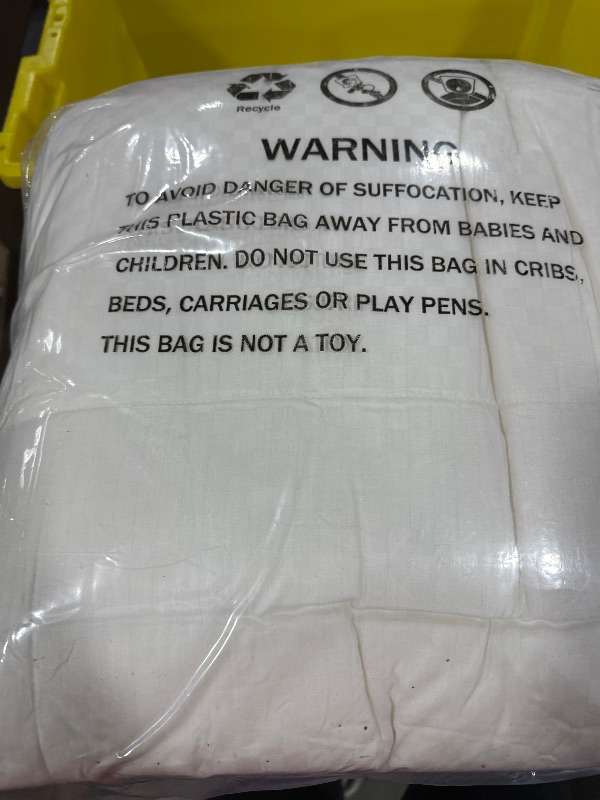 Recycle
WARNING
TO AVOID DANGER OF SUFFOCATION, KEEP
THIS PLASTIC BAG AWAY FROM BABIES AND
CHILDREN. DO NOT USE THIS BAG IN CRIBS,
BEDS, CARRIAGES OR PLAY PENS.
THIS BAG IS NOT A TOY.